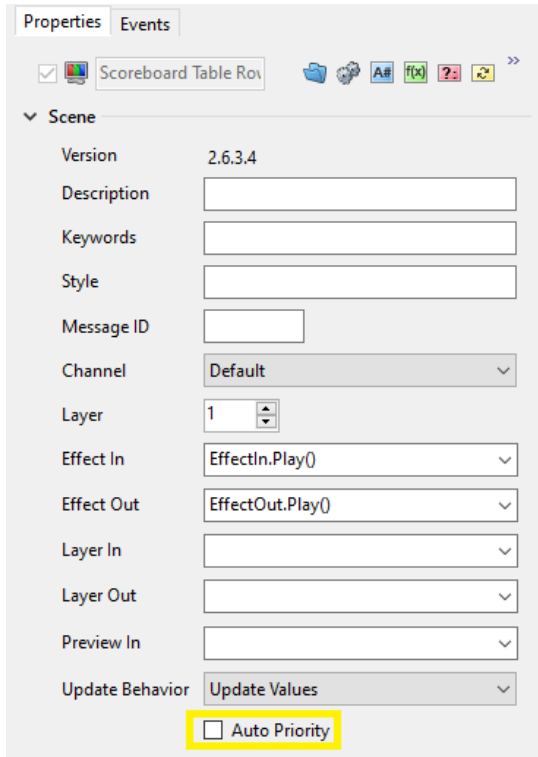 Properties Events
Scoreboard Table Rov A# f(x) ?: »
Scene
Version 2.6.3.4
Description
Keywords
Style
Message ID
Channel Default
Layer 1
Effect In EffectIn.Play()
Effect Out EffectOut.Play()
Layer In
Layer Out
Preview In
Update Behavior Update Values
Auto Priority